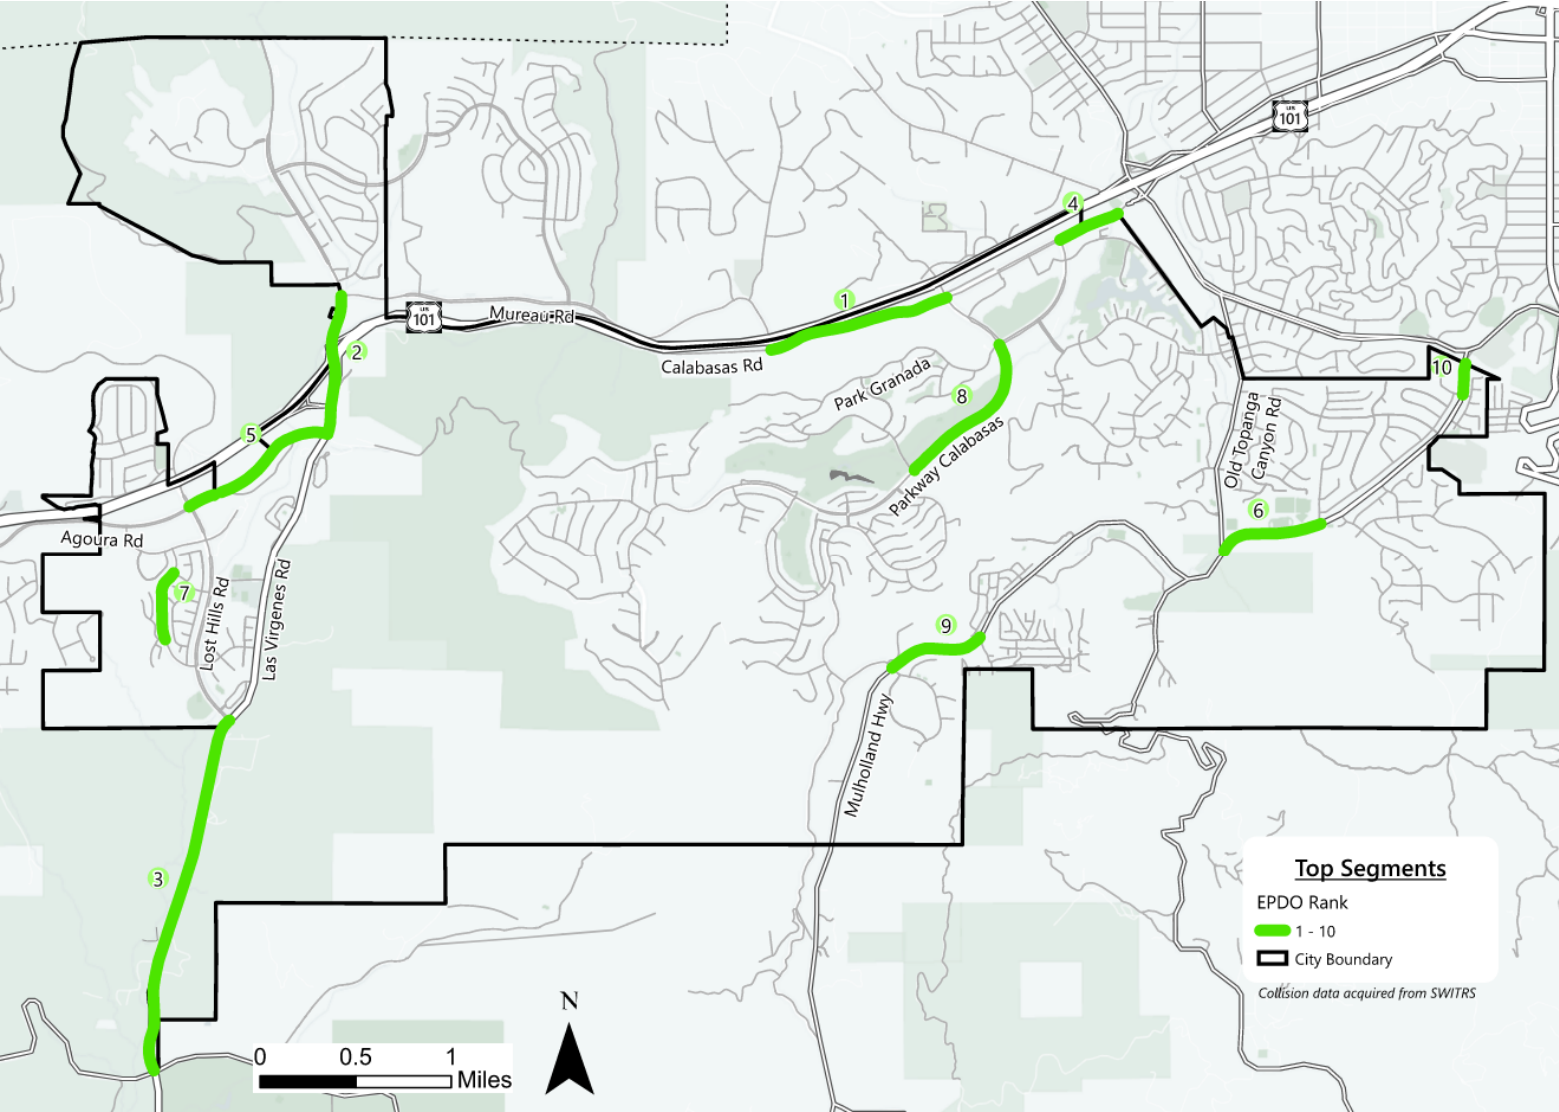 US
101
4
1
US
101
Mureau Rd
2
Calabasas Rd
10
Park Granada
8
5
Old Topanga
Canyon Rd
Parkway Calabasas
6
Agoura Rd
7
Lost Hills Rd
Las Virgenes Rd
9
Mulholland Hwy
3
Top Segments
EPDO Rank
1 - 10
City Boundary
Collision data acquired from SWITRS
N
0 0.5 1
Miles